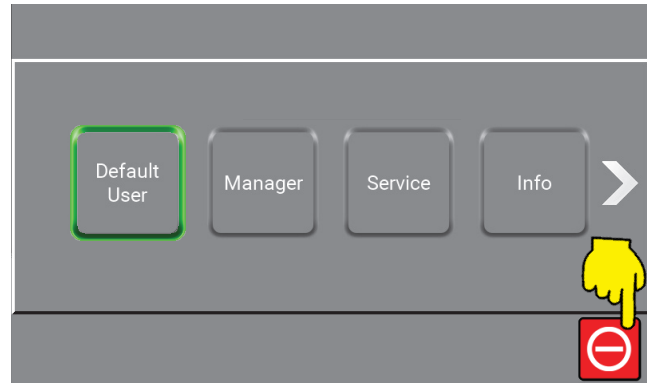 Default
User
Manager
Service
Info